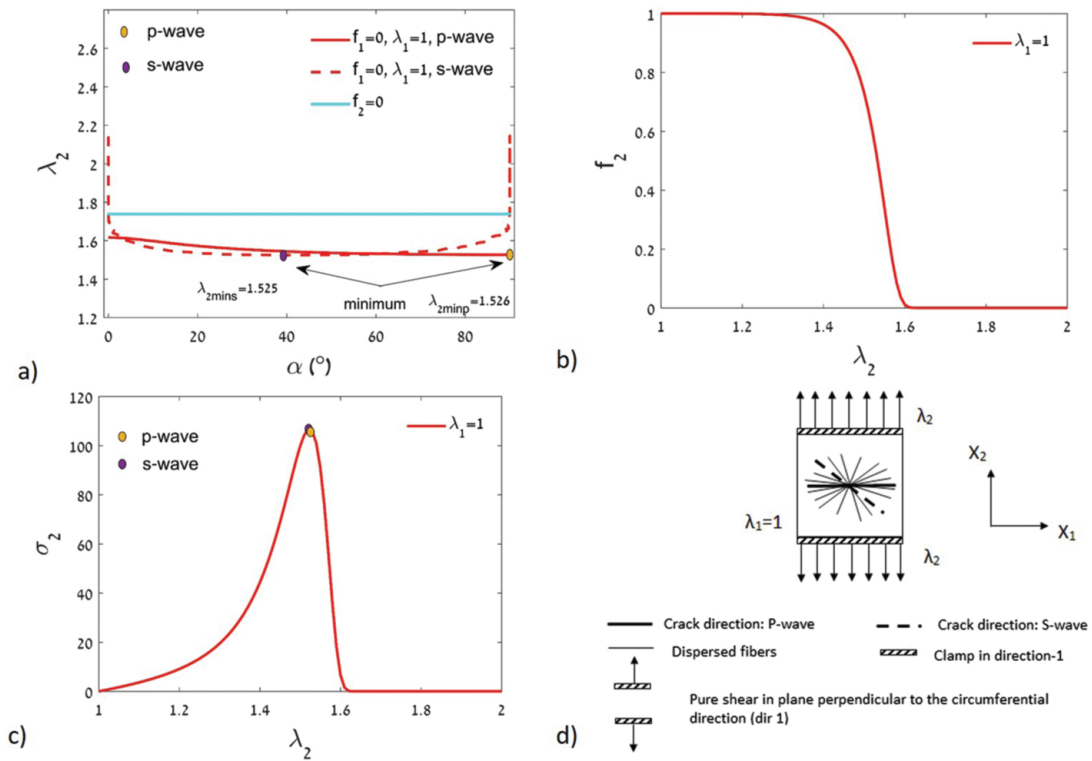 p-wave
s-wave
f₁=0, λ₁=1, p-wave
f₁=0, λ₁=1, s-wave
f₂=0
2.6
2.4
2.2
2
1.8
1.6
1.4
1.2
λ₂
λ₂mins=1.525
minimum
λ₂minp=1.526
0
20
40
60
80
α (°)
a)
1
0.8
0.6
0.4
0.2
0
f₂
λ₁=1
1
1.2
1.4
1.6
1.8
2
λ₂
b)
120
100
80
60
40
20
0
σ₂
p-wave
s-wave
λ₁=1
1
1.2
1.4
1.6
1.8
2
λ₂
c)
λ₂
λ₁=1
λ₂
X₂
X₁
Crack direction: P-wave
Crack direction: S-wave
Dispersed fibers
Clamp in direction-1
Pure shear in plane perpendicular to the circumferential
direction (dir 1)
d)